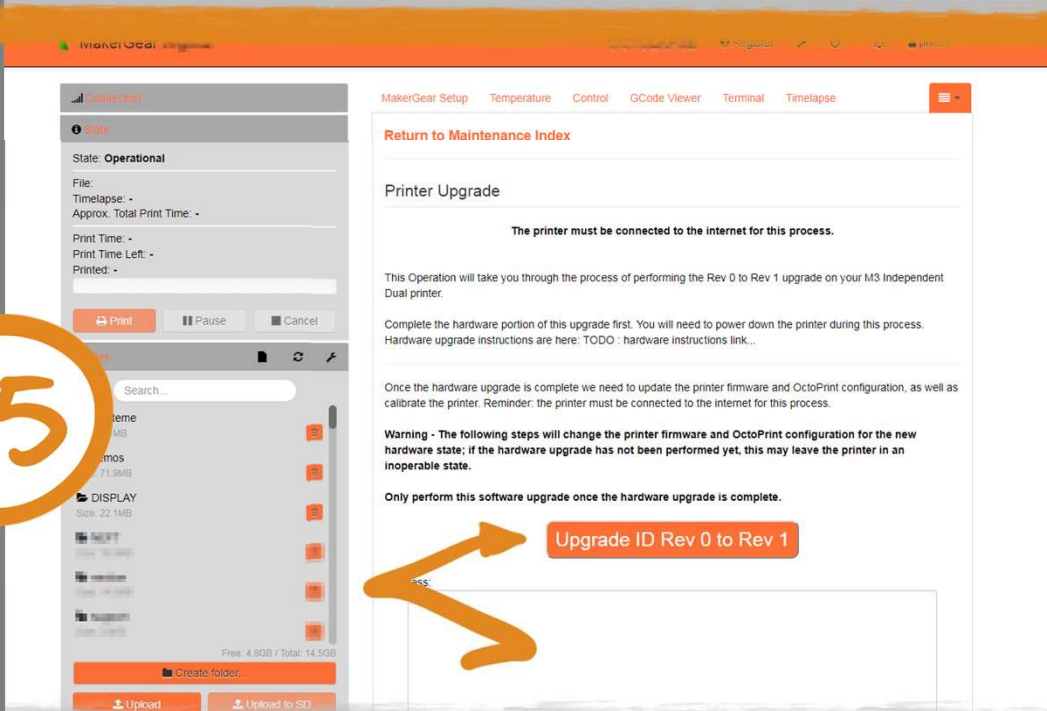 MakerGear
Register
Connection
State
State: Operational
File:
Timelapse: -
Approx. Total Print Time: -
Print Time: -
Print Time Left: -
Printed: -
Print
Pause
Cancel
5
Search...
DISPLAY
Size: 22.1MB
Free: 4.8GB / Total: 14.5GB
Create folder...
Upload
Upload to SD
MakerGear Setup
Temperature
Control
GCode Viewer
Terminal
Timelapse
Return to Maintenance Index
Printer Upgrade
The printer must be connected to the internet for this process.
This Operation will take you through the process of performing the Rev 0 to Rev 1 upgrade on your M3 Independent
Dual printer.
Complete the hardware portion of this upgrade first. You will need to power down the printer during this process.
Hardware upgrade instructions are here: TODO : hardware instructions link...
Once the hardware upgrade is complete we need to update the printer firmware and OctoPrint configuration, as well as
calibrate the printer. Reminder: the printer must be connected to the internet for this process.
Warning - The following steps will change the printer firmware and OctoPrint configuration for the new
hardware state; if the hardware upgrade has not been performed yet, this may leave the printer in an
inoperable state.
Only perform this software upgrade once the hardware upgrade is complete.
Upgrade ID Rev 0 to Rev 1